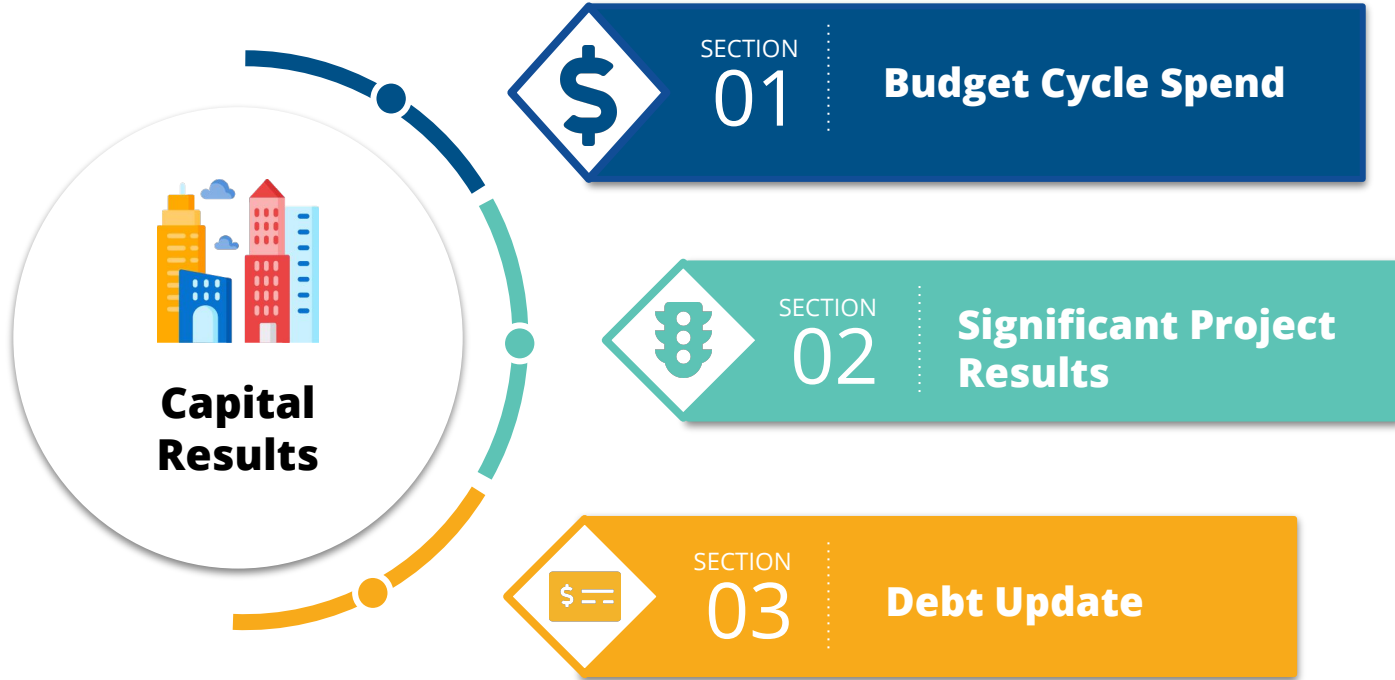 Capital
Results
SECTION
01
Budget Cycle Spend
SECTION
02
Significant Project
Results
SECTION
03
Debt Update